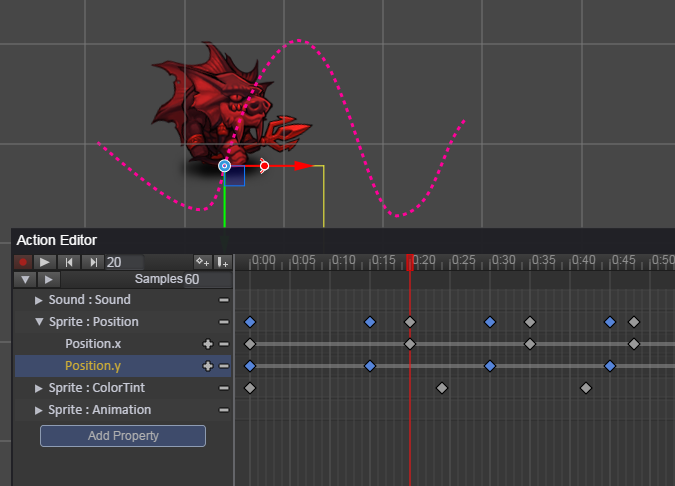 Action Editor
20 0:00 0:05 0:10 0:15 0:20 0:25 0:30 0:35 0:40 0:45 0:50
Samples 60
Sound : Sound
Sprite : Position
Position.x
Position.y
Sprite : ColorTint
Sprite : Animation
Add Property